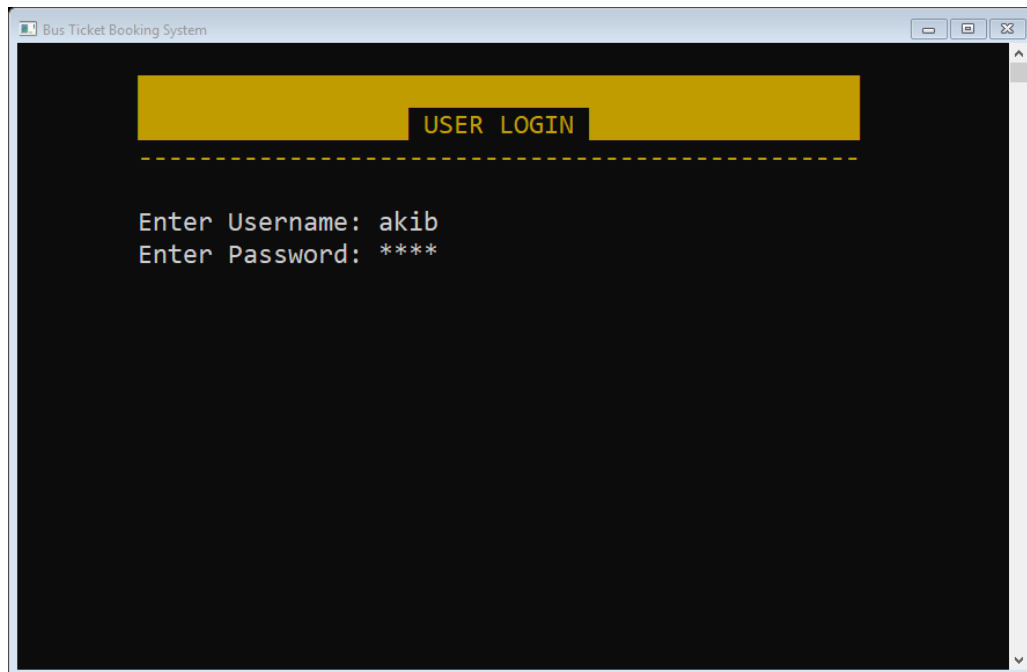 Bus Ticket Booking System
USER LOGIN
------------------------------------------------
Enter Username: akib
Enter Password: ****